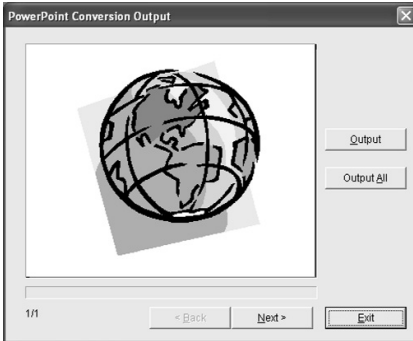 PowerPoint Conversion Output
Output
Output All
1/1
< Back
Next >
Exit